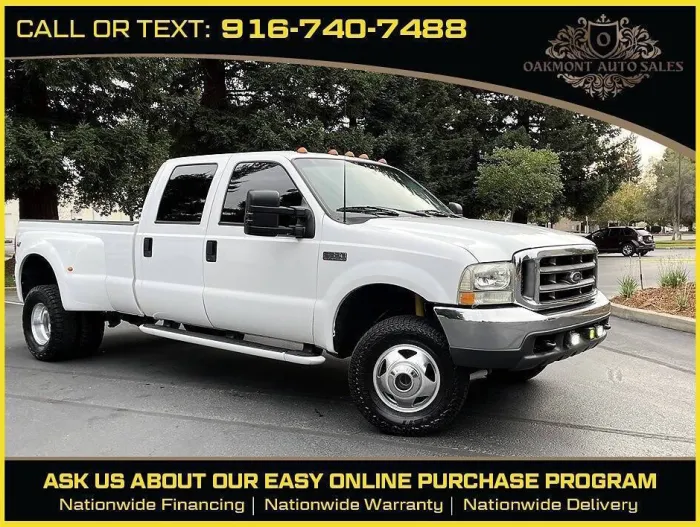 CALL OR TEXT: 916-740-7488
O
OAKMONT AUTO SALES
Ford
ASK US ABOUT OUR EASY ONLINE PURCHASE PROGRAM
Nationwide Financing | Nationwide Warranty | Nationwide Delivery